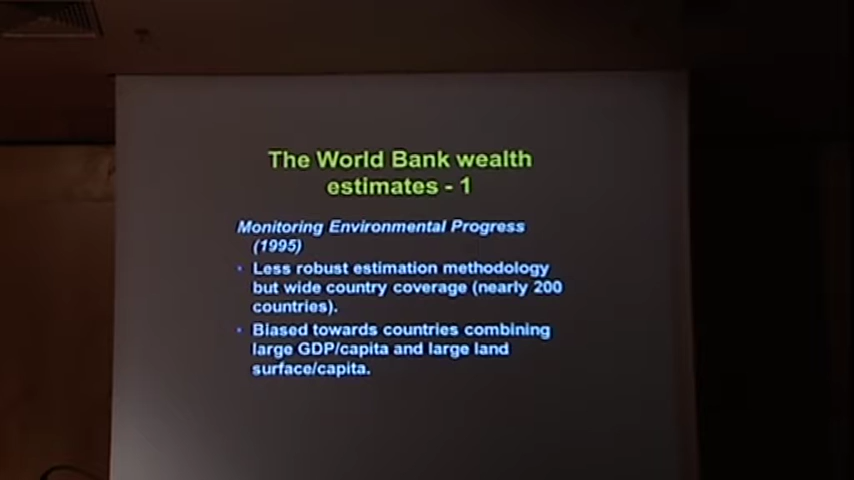 The World Bank wealth
estimates - 1
Monitoring Environmental Progress
(1995)
• Less robust estimation methodology
but wide country coverage (nearly 200
countries).
• Biased towards countries combining
large GDP/capita and large land
surface/capita.